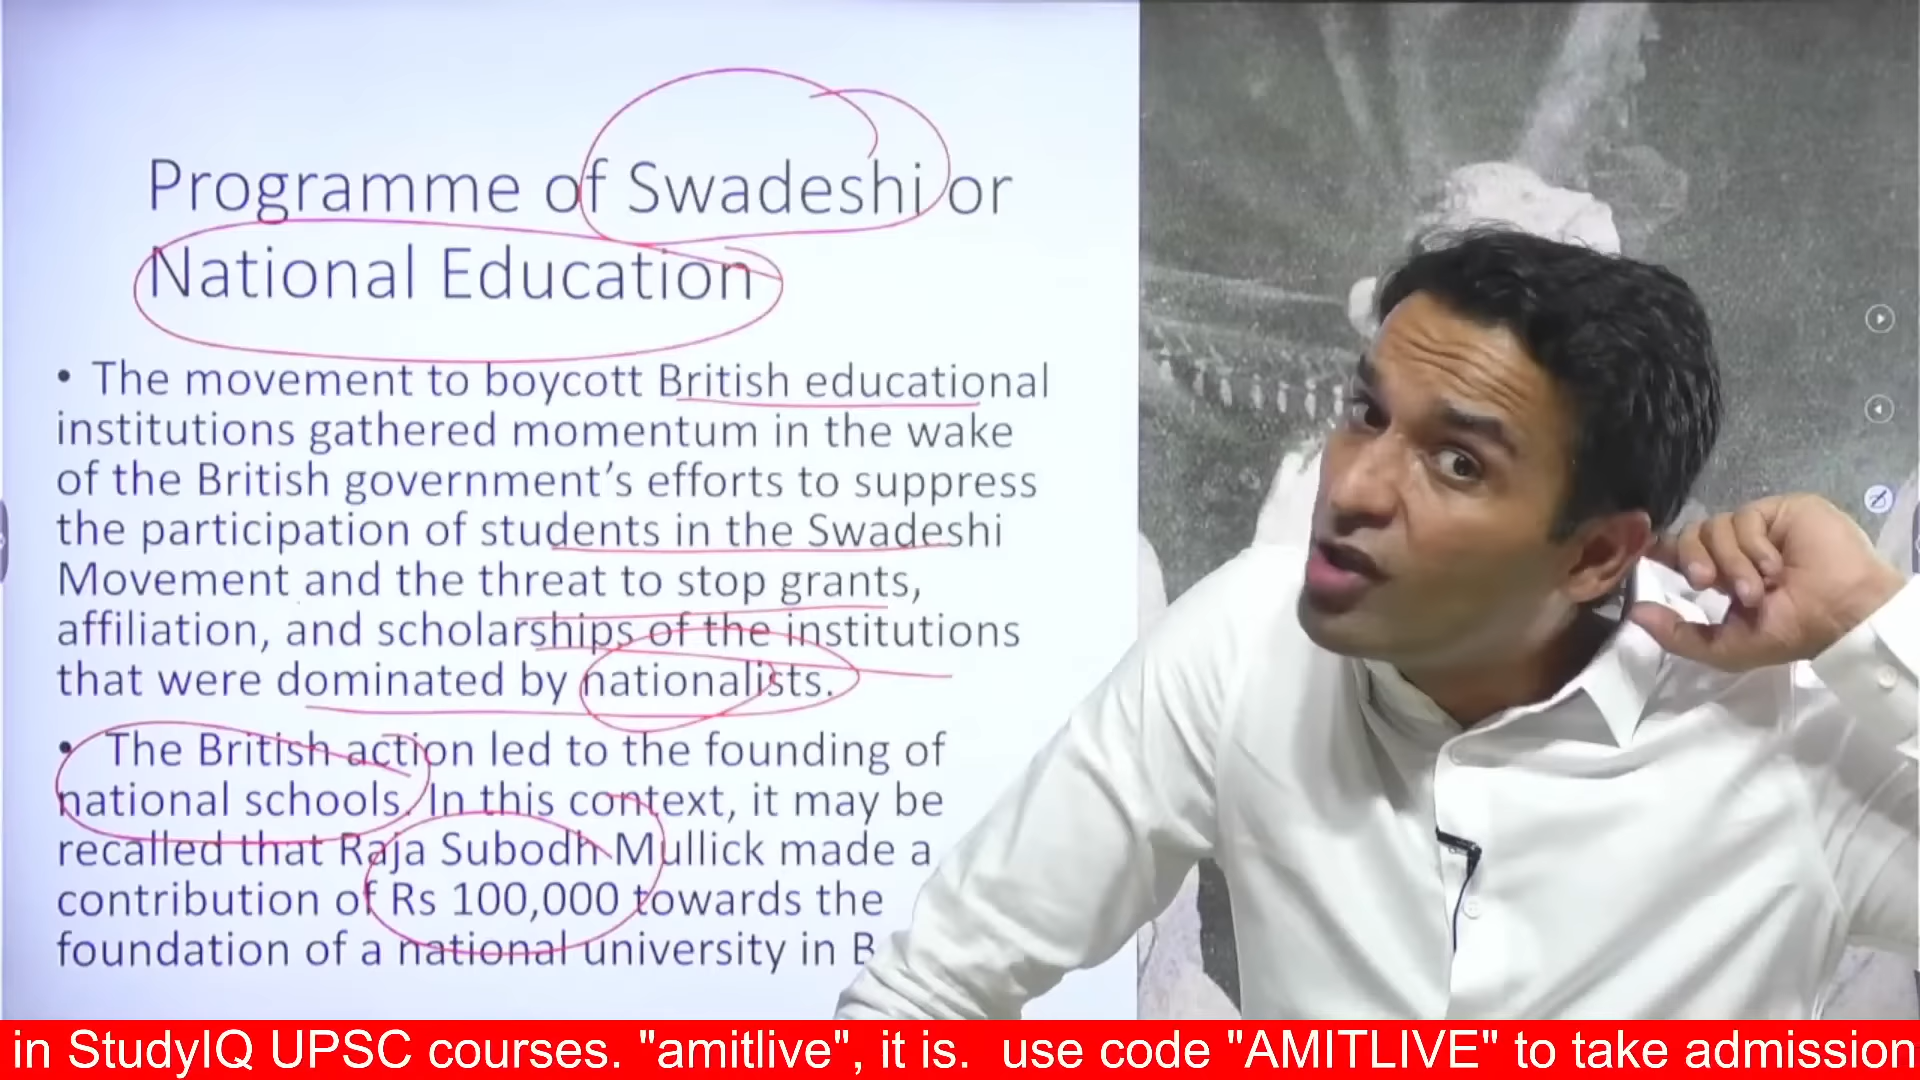 Programme of Swadeshi or
National Education
• The movement to boycott British educational
institutions gathered momentum in the wake
of the British government’s efforts to suppress
the participation of students in the Swadeshi
Movement and the threat to stop grants,
affiliation, and scholarships of the institutions
that were dominated by nationalists.
• The British action led to the founding of
national schools. In this context, it may be
recalled that Raja Subodh Mullick made a
contribution of Rs 100,000 towards the
foundation of a national university in B
in StudyIQ UPSC courses. "amitlive", it is. use code "AMITLIVE" to take admission